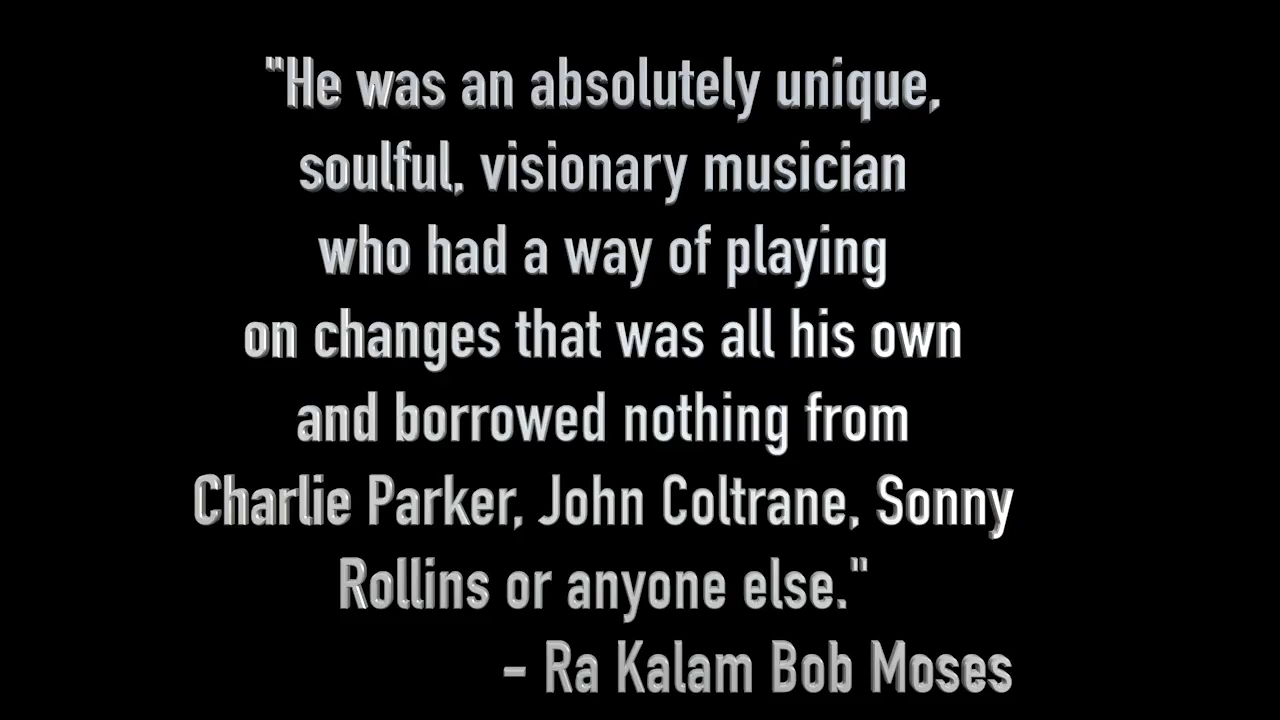 "He was an absolutely unique,
soulful, visionary musician
who had a way of playing
on changes that was all his own
and borrowed nothing from
Charlie Parker, John Coltrane, Sonny
Rollins or anyone else."
- Ra Kalam Bob Moses